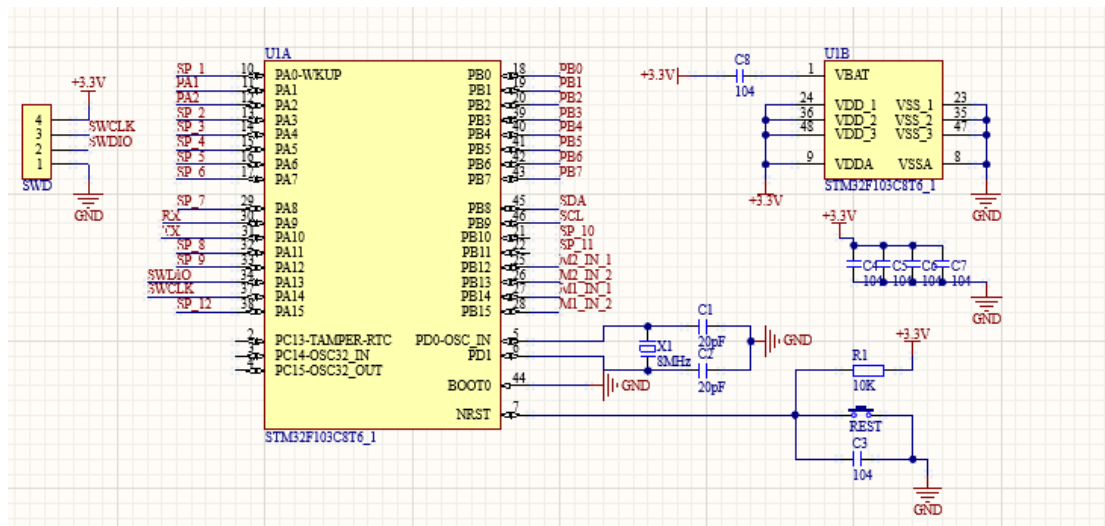 U1A
SP_1 10 PA0-WKUP PB0 18 PB0
PA1 11 PA1 PB1 19 PB1
PA2 12 PA2 PB2 20 PB2
SP_2 13 PA3 PB3 39 PB3
SP_3 14 PA4 PB4 40 PB4
SP_4 15 PA5 PB5 41 PB5
SP_5 16 PA6 PB6 42 PB6
SP_6 17 PA7 PB7 43 PB7
SP_7 29 PA8 PB8 45 SDA
RX 30 PA9 PB9 46 SCL
TX 31 PA10 PB10 21 SP_10
SP_8 32 PA11 PB11 22 SP_11
SP_9 33 PA12 PB12 25 M2_IN_1
SWDIO 34 PA13 PB13 26 M2_IN_2
SWCLK 37 PA14 PB14 27 M1_IN_1
SP_12 38 PA15 PB15 28 M1_IN_2
2 PC13-TAMPER-RTC PD0-OSC_IN 5
3 PC14-OSC32_IN PD1 6
4 PC15-OSC32_OUT
BOOT0 44 GND
NRST 7
STM32F103C8T6_1
+3.3V
4
3 SWCLK
2 SWDIO
1
SWD
GND
U1B
+3.3V C8 104 1 VBAT
24 VDD_1 VSS_1 23
36 VDD_2 VSS_2 35
48 VDD_3 VSS_3 47
9 VDDA VSSA 8
STM32F103C8T6_1
+3.3V
GND
+3.3V
C4 C5 C6 C7
104 104 104 104
GND
C1
20pF
X1
8MHz
C2
20pF
GND
+3.3V
R1
10K
REST
C3
104
GND